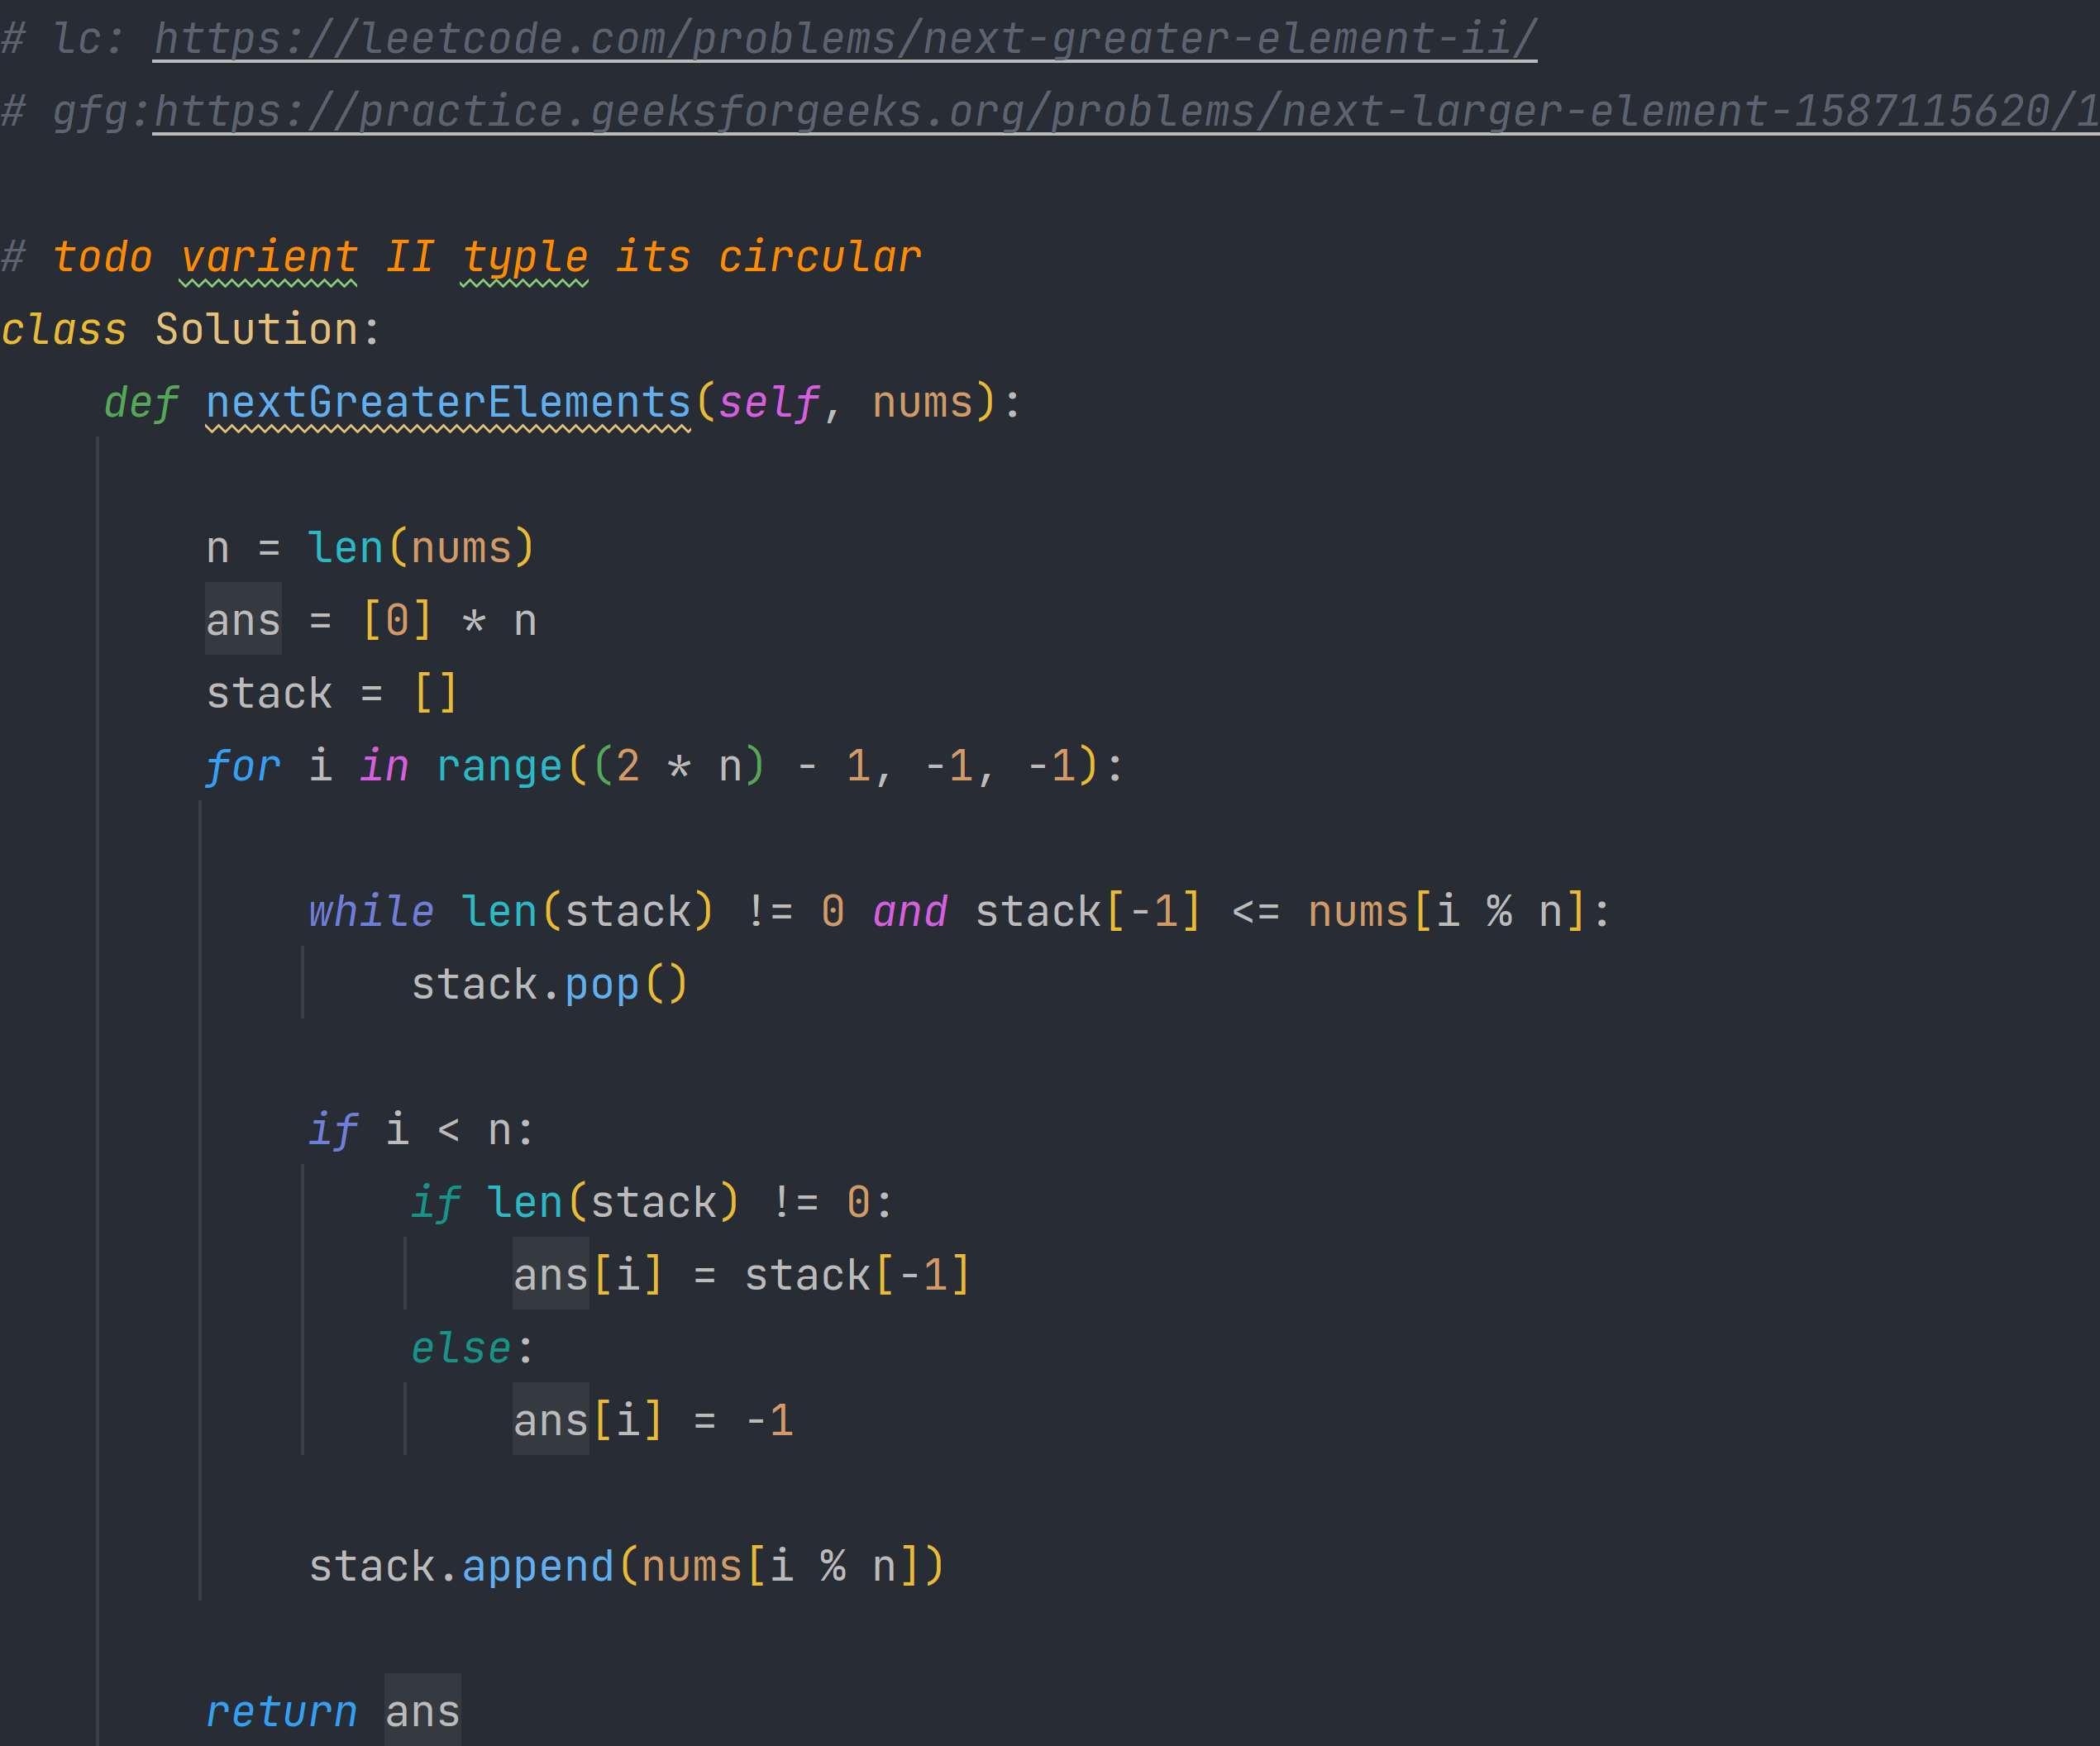 # lc: https://leetcode.com/problems/next-greater-element-ii/
# gfg:https://practice.geeksforgeeks.org/problems/next-larger-element-1587115620/1
# todo varient II typle its circular
class Solution:
    def nextGreaterElements(self, nums):
        n = len(nums)
        ans = [0] * n
        stack = []
        for i in range((2 * n) - 1, -1, -1):
            while len(stack) != 0 and stack[-1] <= nums[i % n]:
                stack.pop()
            if i < n:
                if len(stack) != 0:
                    ans[i] = stack[-1]
                else:
                    ans[i] = -1
            stack.append(nums[i % n])
        return ans